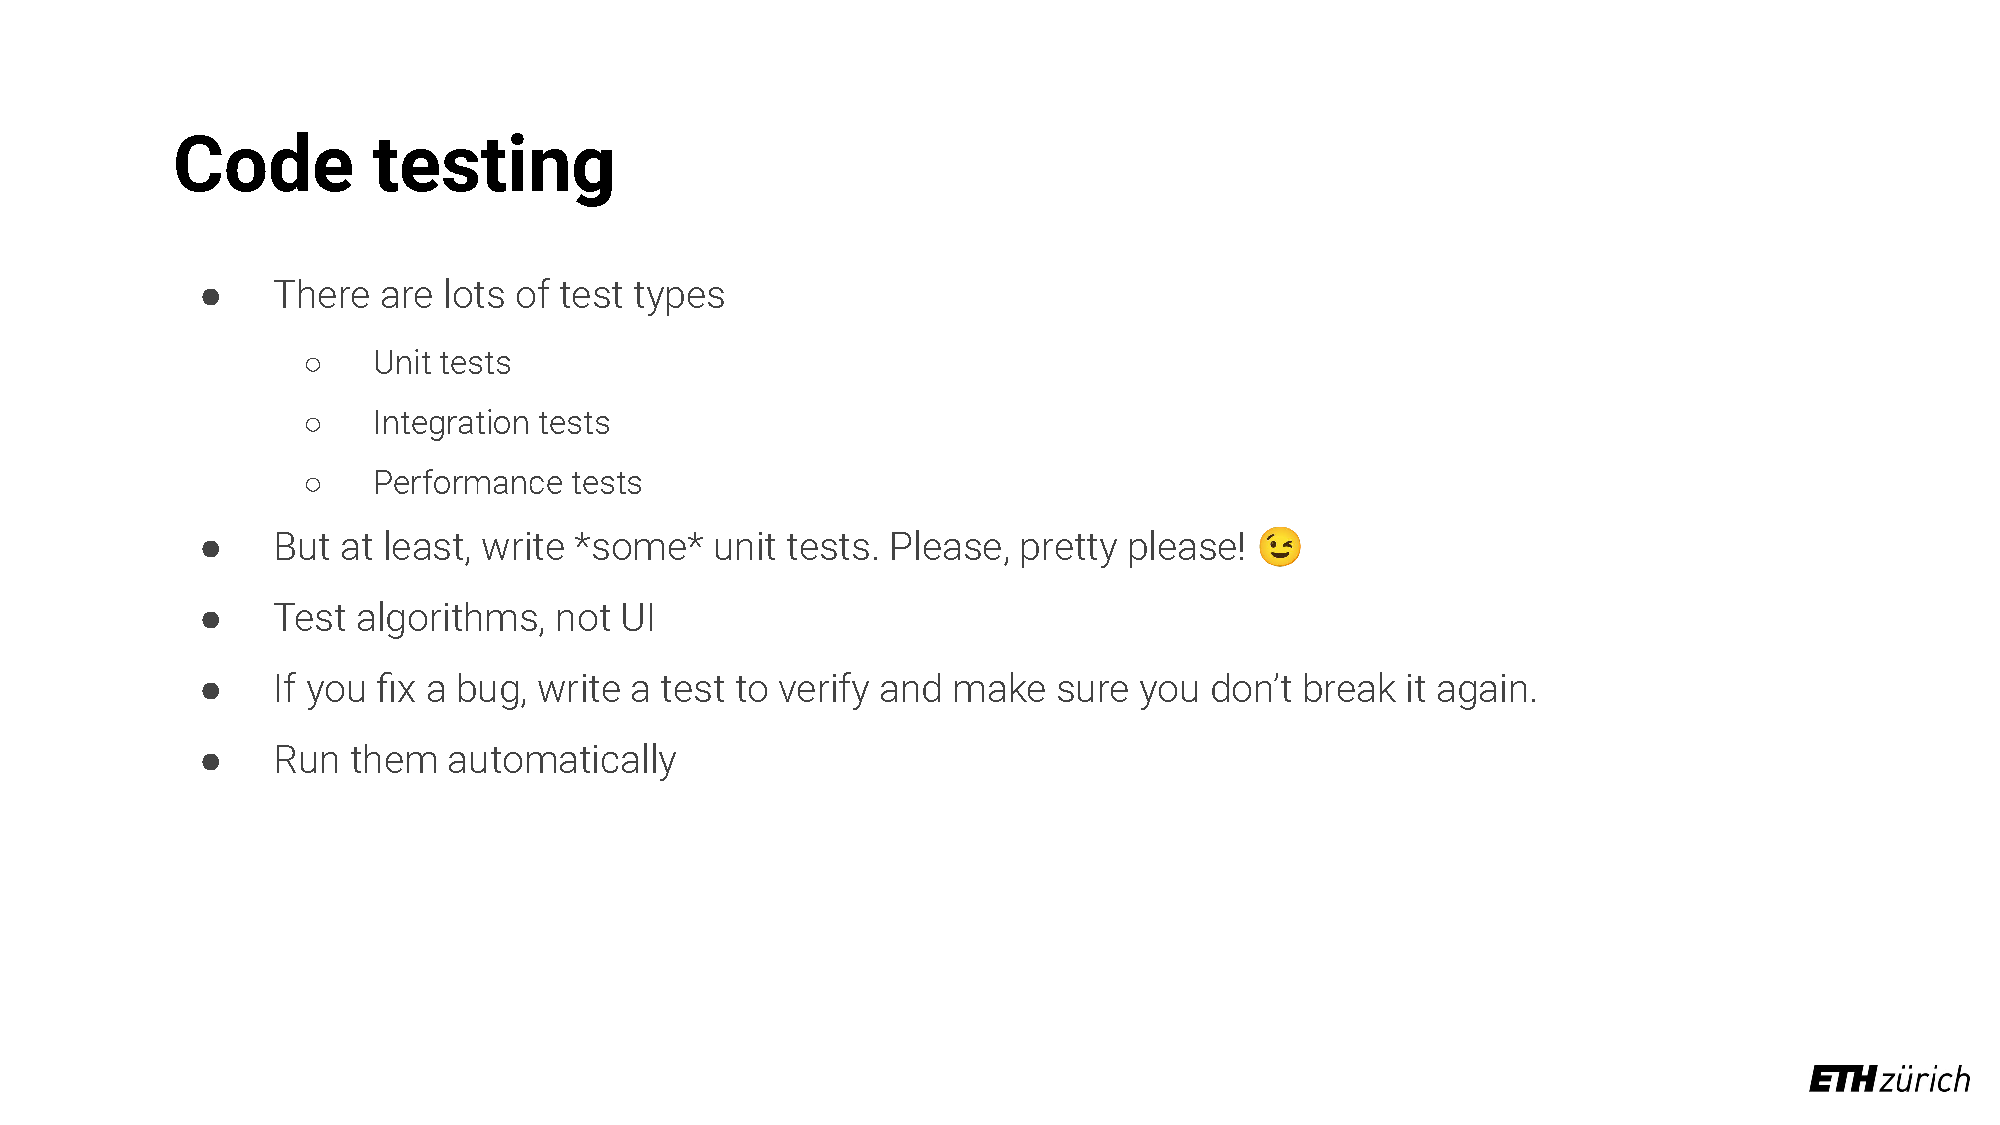 Code testing
● There are lots of test types
○ Unit tests
○ Integration tests
○ Performance tests
● But at least, write *some* unit tests. Please, pretty please! 😉
● Test algorithms, not UI
● If you fix a bug, write a test to verify and make sure you don’t break it again.
● Run them automatically
ETH zürich